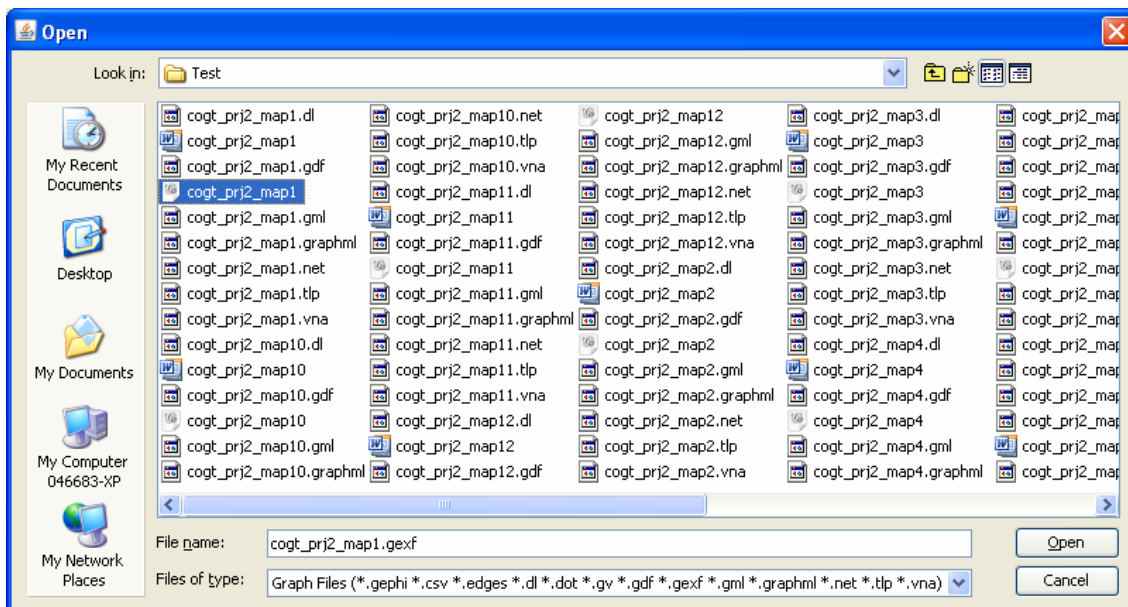 Open
Look in: Test
My Recent Documents
Desktop
My Documents
My Computer
046683-XP
My Network Places
cogt_prj2_map1.dl
cogt_prj2_map1
cogt_prj2_map1.gdf
cogt_prj2_map1
cogt_prj2_map1.gml
cogt_prj2_map1.graphml
cogt_prj2_map1.net
cogt_prj2_map1.tlp
cogt_prj2_map1.vna
cogt_prj2_map10.dl
cogt_prj2_map10
cogt_prj2_map10.gdf
cogt_prj2_map10
cogt_prj2_map10.gml
cogt_prj2_map10.graphml
cogt_prj2_map10.net
cogt_prj2_map10.tlp
cogt_prj2_map10.vna
cogt_prj2_map11.dl
cogt_prj2_map11
cogt_prj2_map11.gdf
cogt_prj2_map11
cogt_prj2_map11.gml
cogt_prj2_map11.graphml
cogt_prj2_map11.net
cogt_prj2_map11.tlp
cogt_prj2_map11.vna
cogt_prj2_map12.dl
cogt_prj2_map12
cogt_prj2_map12.gdf
cogt_prj2_map12
cogt_prj2_map12.gml
cogt_prj2_map12.graphml
cogt_prj2_map12.net
cogt_prj2_map12.tlp
cogt_prj2_map12.vna
cogt_prj2_map2.dl
cogt_prj2_map2
cogt_prj2_map2.gdf
cogt_prj2_map2
cogt_prj2_map2.gml
cogt_prj2_map2.graphml
cogt_prj2_map2.net
cogt_prj2_map2.tlp
cogt_prj2_map2.vna
cogt_prj2_map3.dl
cogt_prj2_map3
cogt_prj2_map3.gdf
cogt_prj2_map3
cogt_prj2_map3.gml
cogt_prj2_map3.graphml
cogt_prj2_map3.net
cogt_prj2_map3.tlp
cogt_prj2_map3.vna
cogt_prj2_map4.dl
cogt_prj2_map4
cogt_prj2_map4.gdf
cogt_prj2_map4
cogt_prj2_map4.gml
cogt_prj2_map4.graphml
File name: cogt_prj2_map1.gexf
Open
Files of type: Graph Files (*.gephi *.csv *.edges *.dl *.dot *.gv *.gdf *.gexf *.gml *.graphml *.net *.tlp *.vna)
Cancel